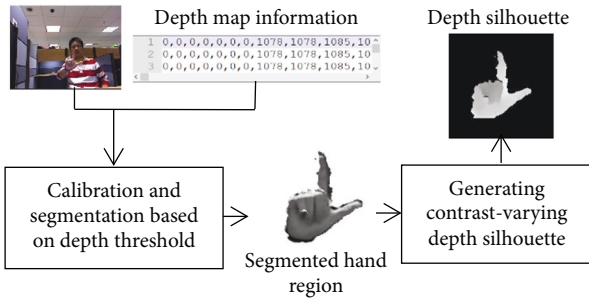 Depth map information
1 0,0,0,0,0,0,0,1078,1078,1085,10
2 0,0,0,0,0,0,0,1078,1078,1085,10
3 0,0,0,0,0,0,0,1078,1078,1085,10
Depth silhouette
Calibration and
segmentation based
on depth threshold
Segmented hand
region
Generating
contrast-varying
depth silhouette